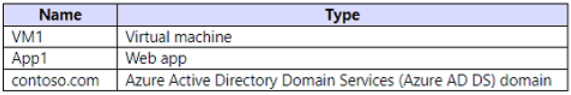 Name Type
VM1 Virtual machine
App1 Web app
contoso.com Azure Active Directory Domain Services (Azure AD DS) domain